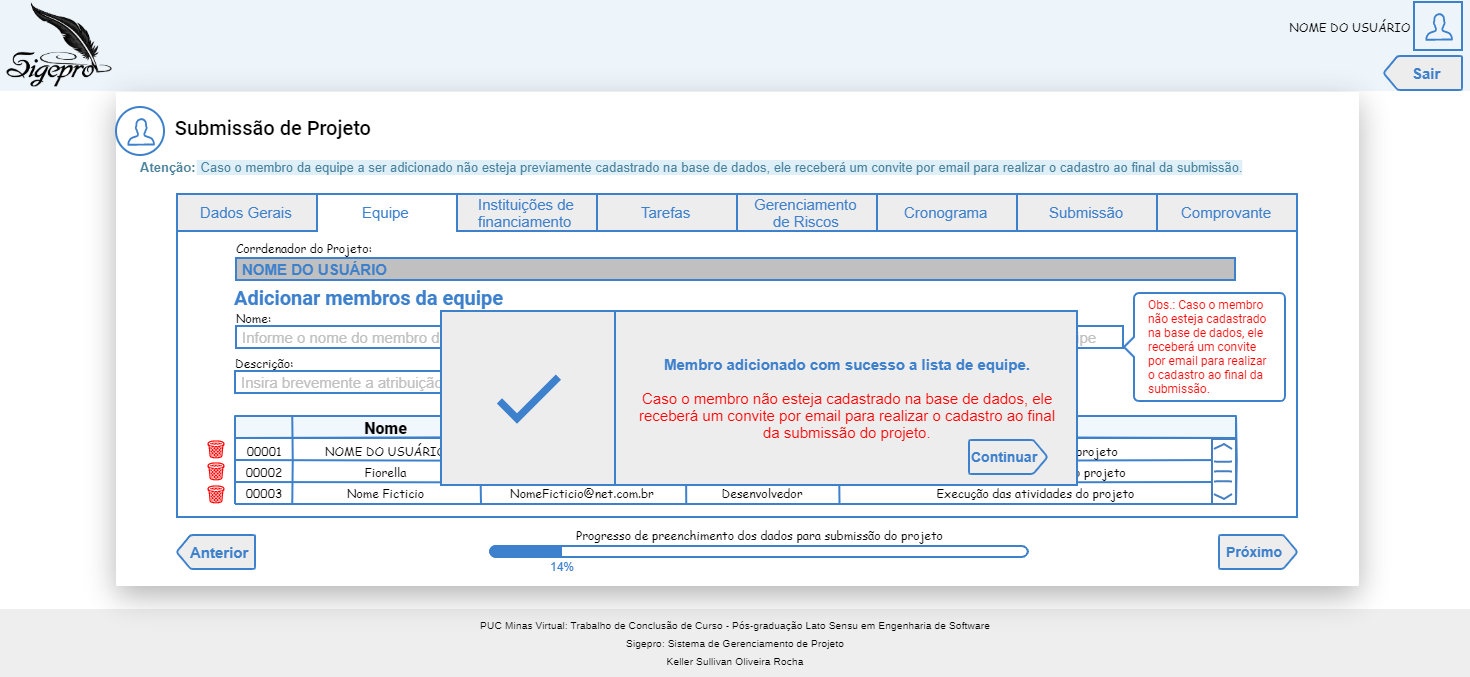 NOME DO USUÁRIO
Sigepro
Sair
Submissão de Projeto
Atenção: Caso o membro da equipe a ser adicionado não esteja previamente cadastrado na base de dados, ele receberá um convite por email para realizar o cadastro ao final da submissão.
Dados Gerais
Equipe
Instituições de
financiamento
Tarefas
Gerenciamento
de Riscos
Cronograma
Submissão
Comprovante
Corrdenador do Projeto:
NOME DO USUÁRIO
Adicionar membros da equipe
Nome:
Informe o nome do membro d
pe
Descrição:
Insira brevemente a atribuição
Obs.: Caso o membro
não esteja cadastrado
na base de dados, ele
receberá um convite
por email para realizar
o cadastro ao final da
submissão.
Membro adicionado com sucesso a lista de equipe.
Caso o membro não esteja cadastrado na base de dados, ele
receberá um convite por email para realizar o cadastro ao final
da submissão do projeto.
Continuar
Nome
00001 NOME DO USUÁRIO projeto
00002 Fiorella o projeto
00003 Nome Ficticio NomeFicticio@net.com.br Desenvolvedor Execução das atividades do projeto
Anterior
Progresso de preenchimento dos dados para submissão do projeto
14%
Próximo
PUC Minas Virtual: Trabalho de Conclusão de Curso - Pós-graduação Lato Sensu em Engenharia de Software
Sigepro: Sistema de Gerenciamento de Projeto
Keller Sullivan Oliveira Rocha